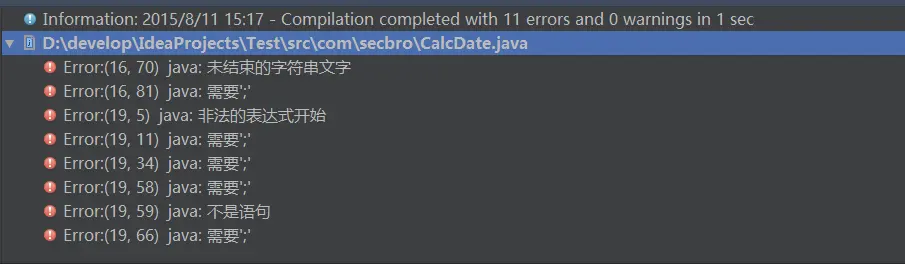 Information: 2015/8/11 15:17 - Compilation completed with 11 errors and 0 warnings in 1 sec
D:\develop\IdeaProjects\Test\src\com\secbro\CalcDate.java
Error:(16, 70) java: 未结束的字符串文字
Error:(16, 81) java: 需要';'
Error:(19, 5) java: 非法的表达式开始
Error:(19, 11) java: 需要';'
Error:(19, 34) java: 需要';'
Error:(19, 58) java: 需要';'
Error:(19, 59) java: 不是语句
Error:(19, 66) java: 需要';'